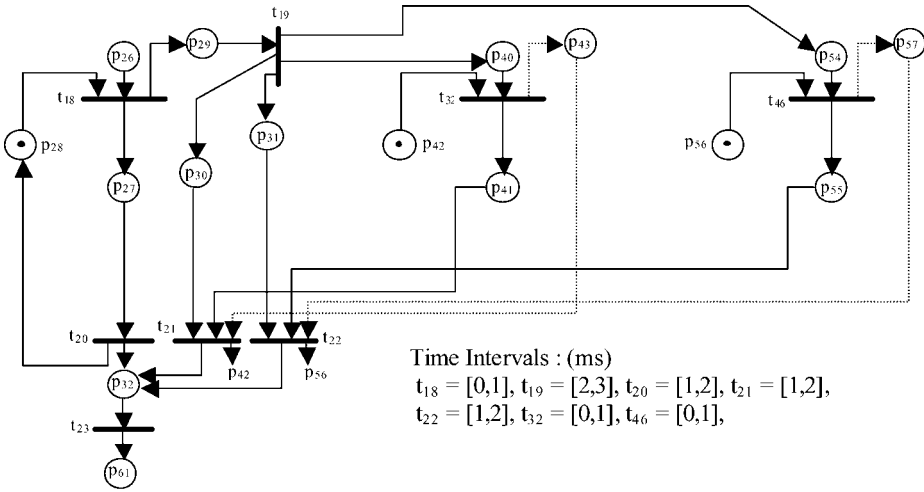 t19
p26
p29
p40
p43
p54
p57
t18
t32
t46
p28
p31
p42
p56
p30
p27
p41
p55
t20
t21
t22
p42
p56
p32
t23
p61
Time Intervals : (ms)
t18 = [0,1], t19 = [2,3], t20 = [1,2], t21 = [1,2],
t22 = [1,2], t32 = [0,1], t46 = [0,1],